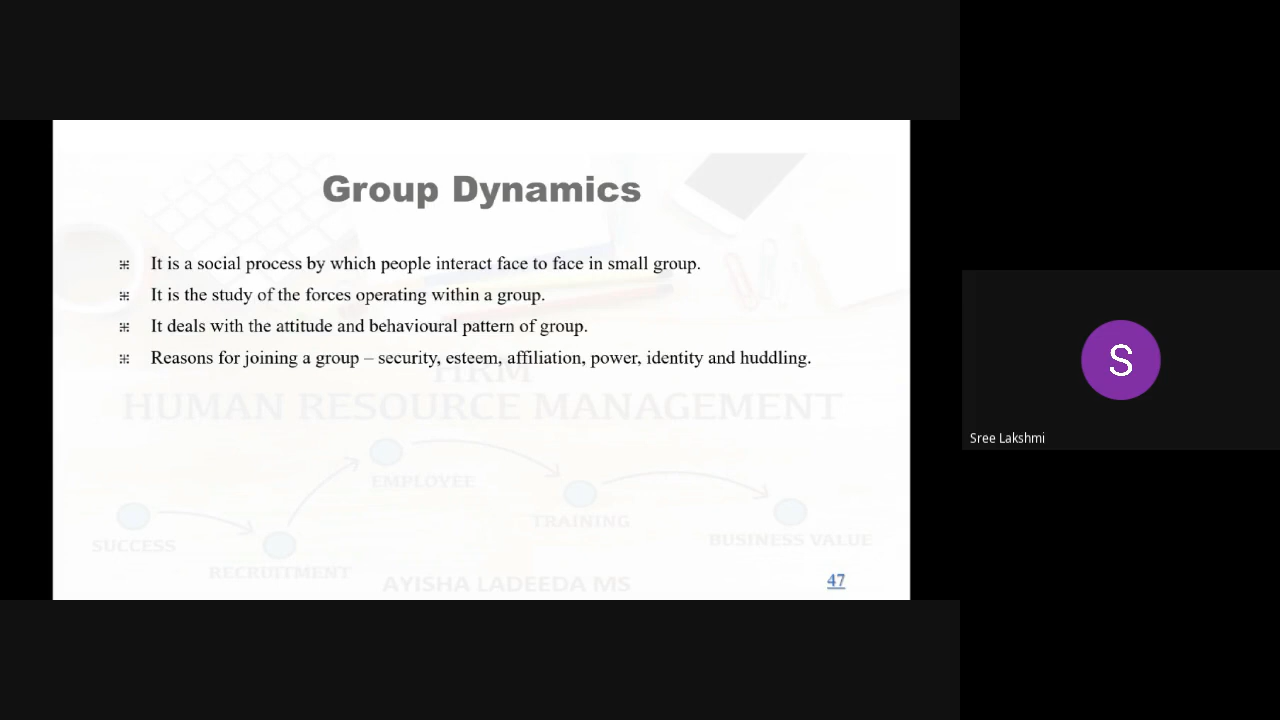 Group Dynamics
It is a social process by which people interact face to face in small group.
It is the study of the forces operating within a group.
It deals with the attitude and behavioural pattern of group.
Reasons for joining a group – security, esteem, affiliation, power, identity and huddling.
HRM
HUMAN RESOURCE MANAGEMENT
EMPLOYEE
TRAINING
SUCCESS
BUSINESS VALUE
RECRUITMENT
AYISHA LADEEDA MS
47
S
Sree Lakshmi